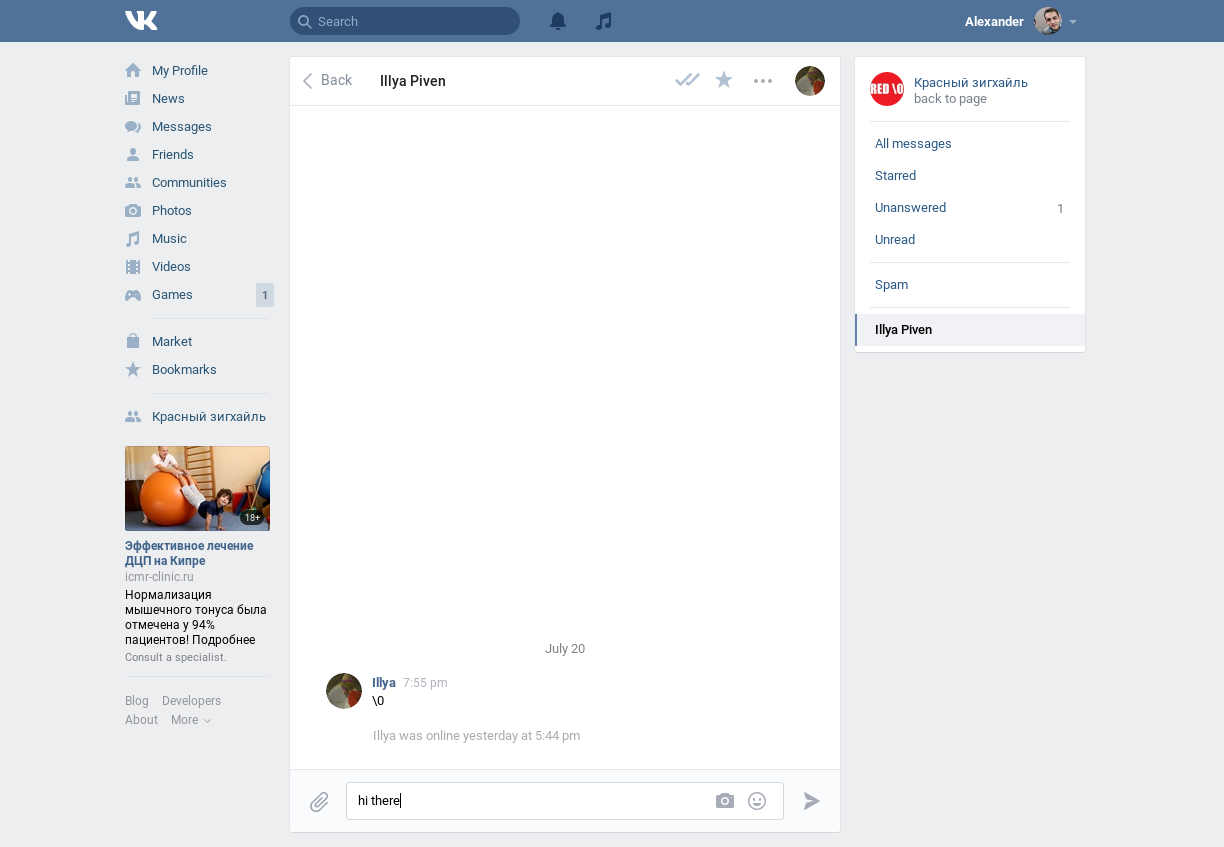 Search
Alexander
My Profile
News
Messages
Friends
Communities
Photos
Music
Videos
Games 1
Market
Bookmarks
Красный зигхайль
18+
Эффективное лечение
ДЦП на Кипре
icmr-clinic.ru
Нормализация
мышечного тонуса была
отмечена у 94%
пациентов! Подробнее
Consult a specialist.
Blog Developers
About More
Back Illya Piven
July 20
Illya 7:55 pm
\0
Illya was online yesterday at 5:44 pm
hi there
RED \0
Красный зигхайль
back to page
All messages
Starred
Unanswered 1
Unread
Spam
Illya Piven